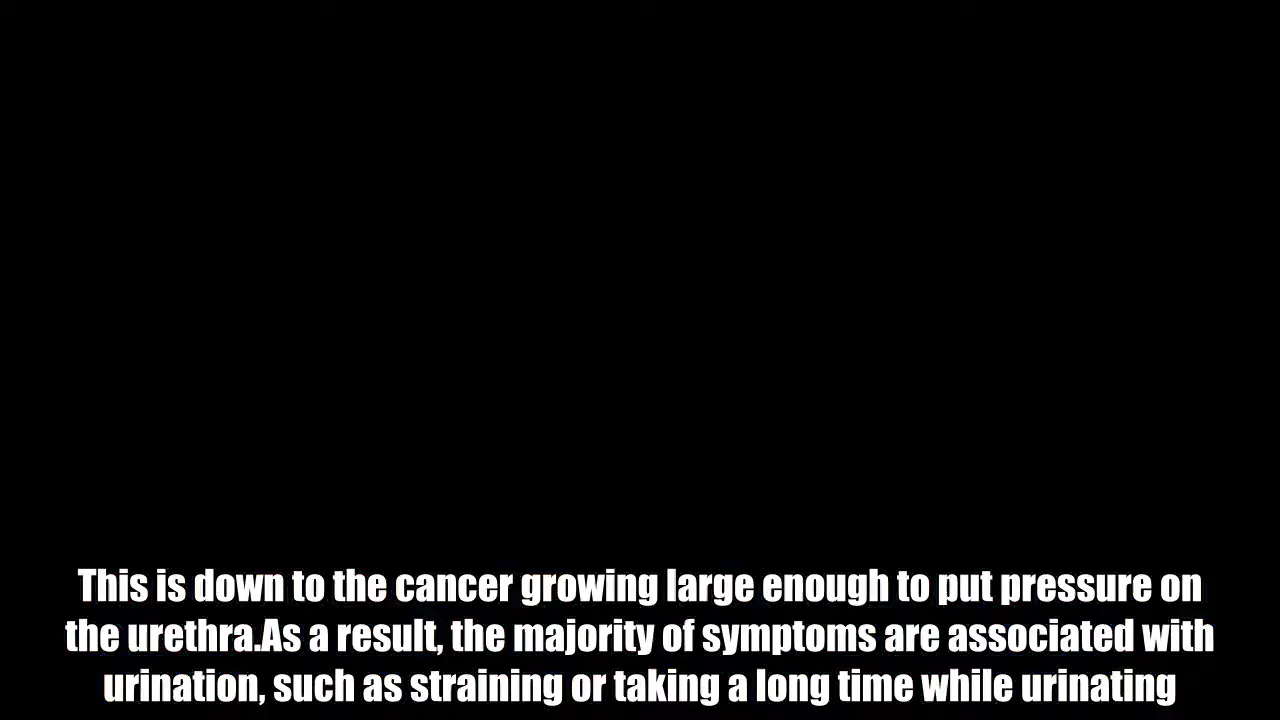 This is down to the cancer growing large enough to put pressure on
the urethra.As a result, the majority of symptoms are associated with
urination, such as straining or taking a long time while urinating